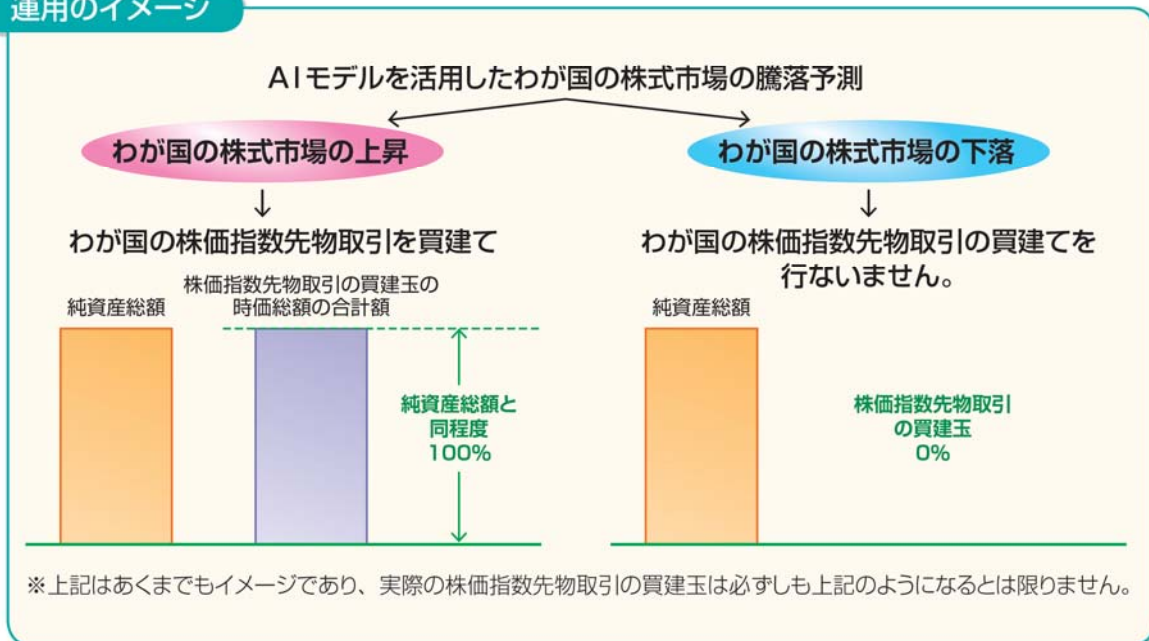 運用のイメージ
AIモデルを活用したわが国の株式市場の騰落予測
わが国の株式市場の上昇
わが国の株価指数先物取引を買建て
純資産総額
株価指数先物取引の買建玉の
時価総額の合計額
純資産総額と
同程度
100%
わが国の株式市場の下落
わが国の株価指数先物取引の買建てを
行ないません。
純資産総額
株価指数先物取引
の買建玉
0%
※上記はあくまでもイメージであり、実際の株価指数先物取引の買建玉は必ずしも上記のようになるとは限りません。